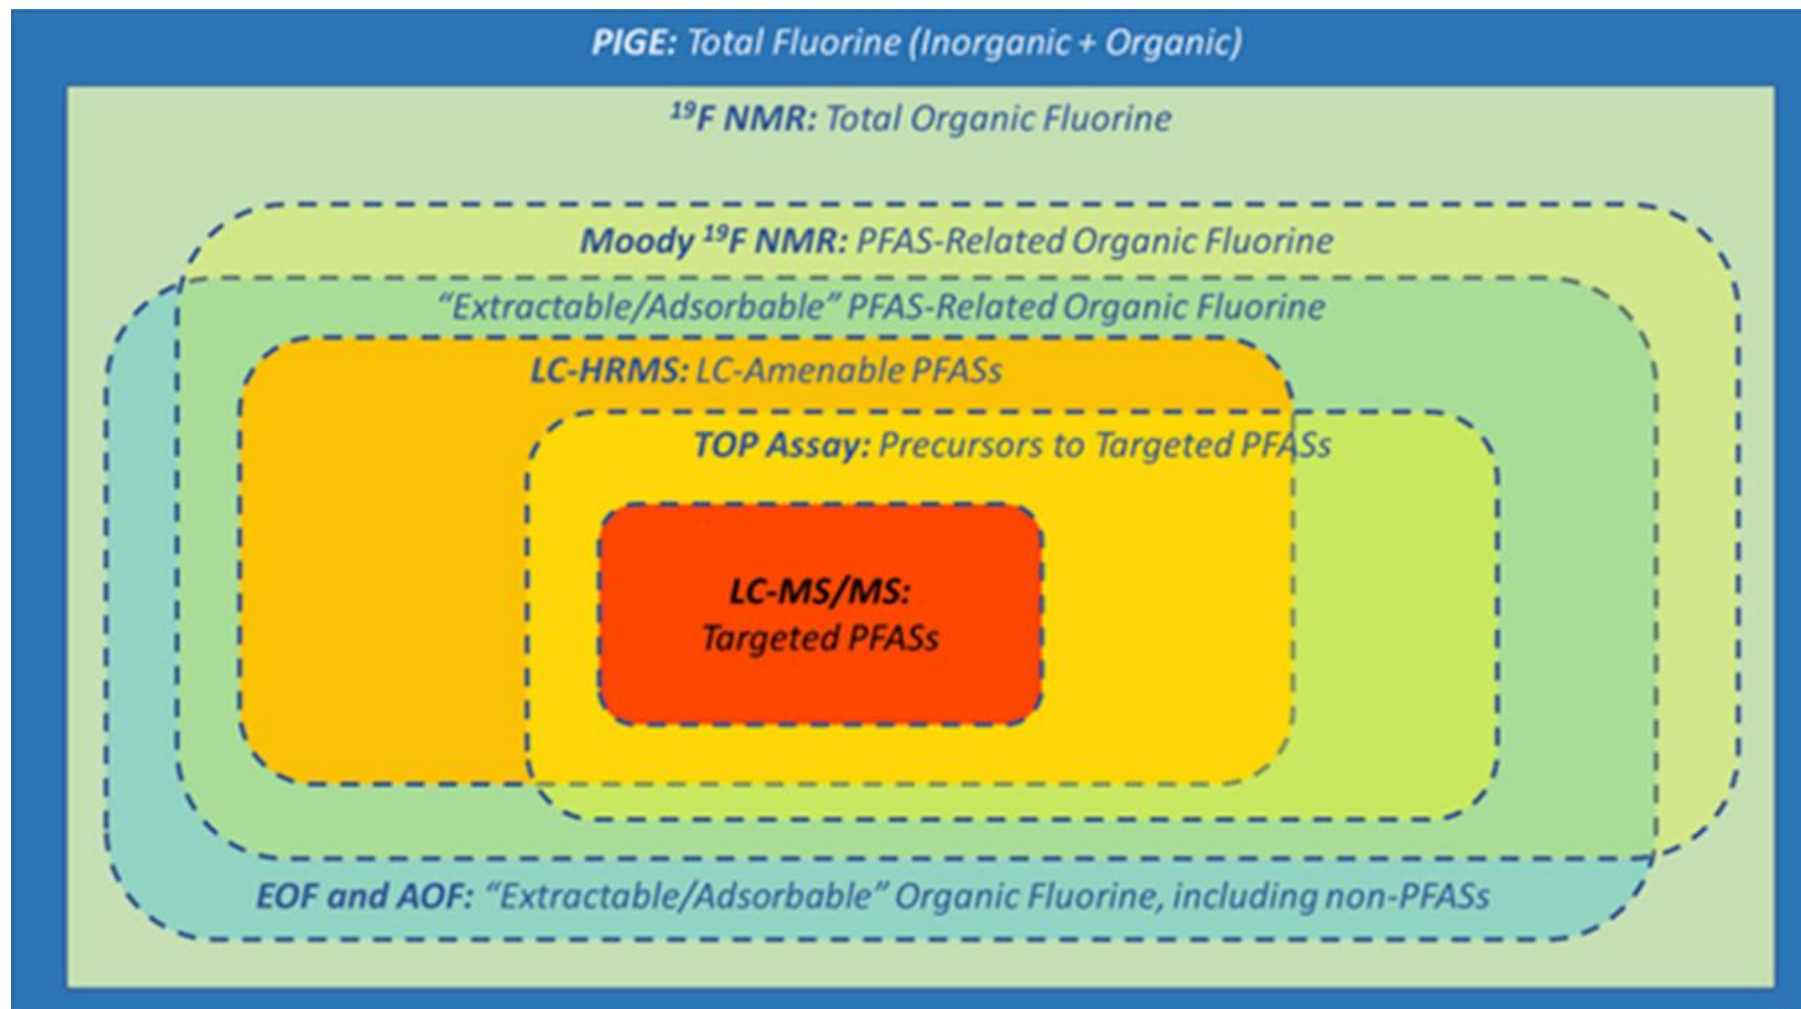 PIGE: Total Fluorine (Inorganic + Organic)
¹⁹F NMR: Total Organic Fluorine
Moody ¹⁹F NMR: PFAS-Related Organic Fluorine
“Extractable/Adsorbable” PFAS-Related Organic Fluorine
LC-HRMS: LC-Amenable PFASs
TOP Assay: Precursors to Targeted PFASs
LC-MS/MS:
Targeted PFASs
EOF and AOF: “Extractable/Adsorbable” Organic Fluorine, including non-PFASs